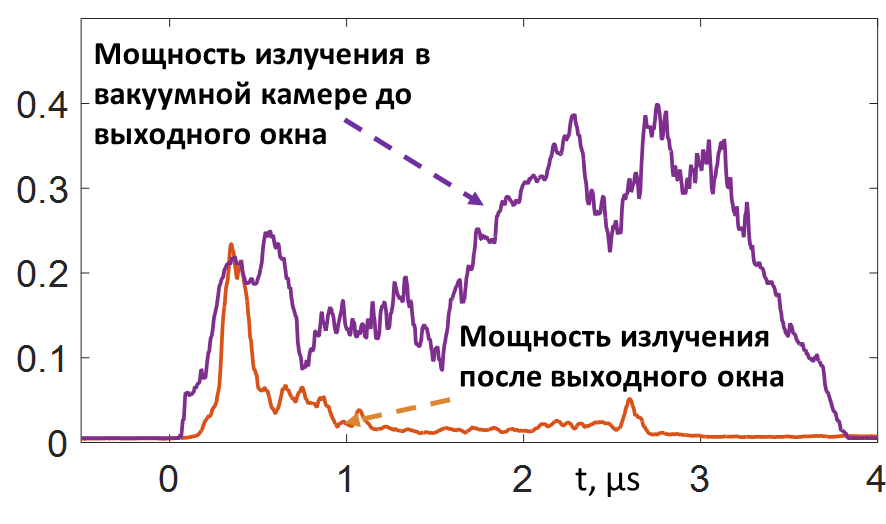 Мощность излучения в
вакуумной камере до
выходного окна
0.4
0.3
0.2
0.1
0
Мощность излучения
после выходного окна
0
1
2
t, µs
3
4